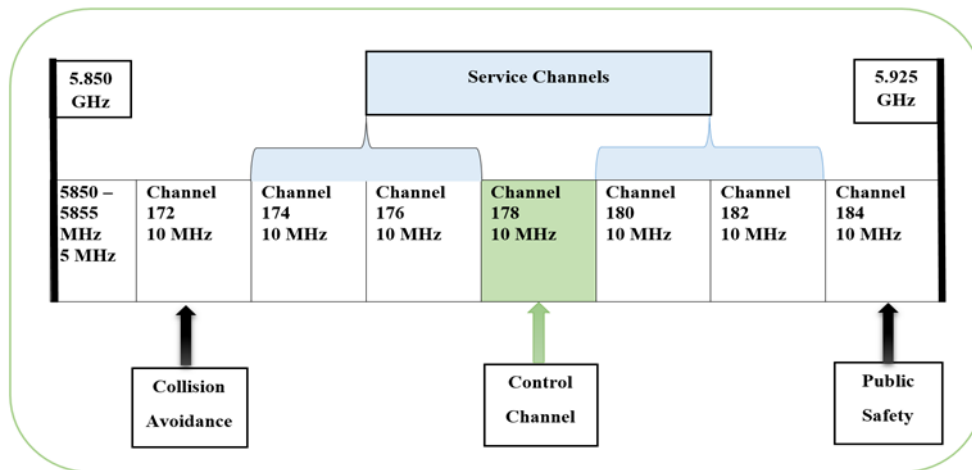 5.850
GHz
Service Channels
5.925
GHz
5850 –
5855
MHz
5 MHz
Channel
172
10 MHz
Channel
174
10 MHz
Channel
176
10 MHz
Channel
178
10 MHz
Channel
180
10 MHz
Channel
182
10 MHz
Channel
184
10 MHz
Collision
Avoidance
Control
Channel
Public
Safety